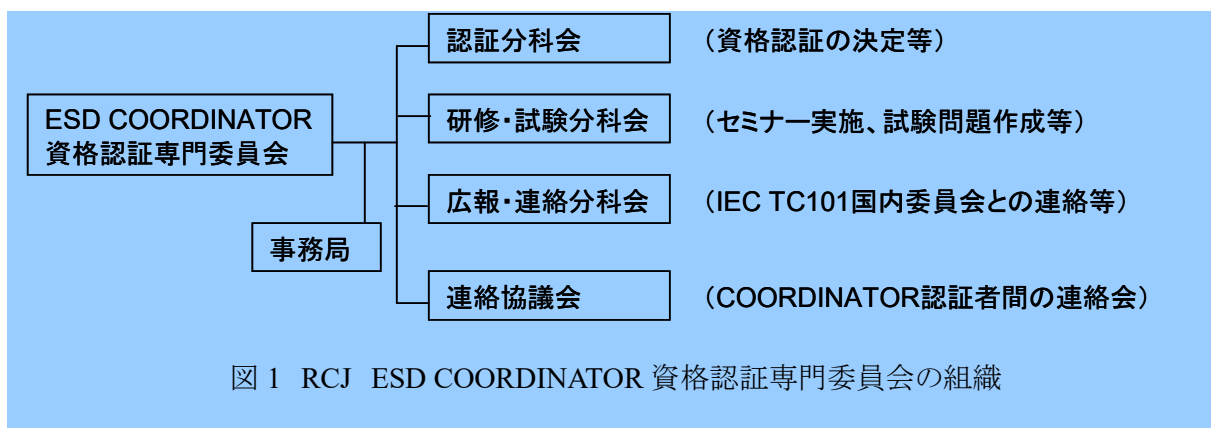 認証分科会 （資格認証の決定等）
ESD COORDINATOR
資格認証専門委員会
研修・試験分科会 （セミナー実施、試験問題作成等）
広報・連絡分科会 （IEC TC101国内委員会との連絡等）
事務局
連絡協議会 （COORDINATOR認証者間の連絡会）
図 1 RCJ ESD COORDINATOR 資格認証専門委員会の組織